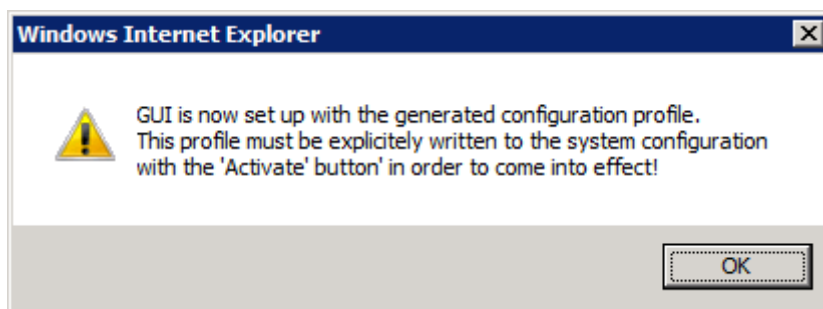 Windows Internet Explorer
GUI is now set up with the generated configuration profile.
This profile must be explicitely written to the system configuration
with the 'Activate' button' in order to come into effect!
OK